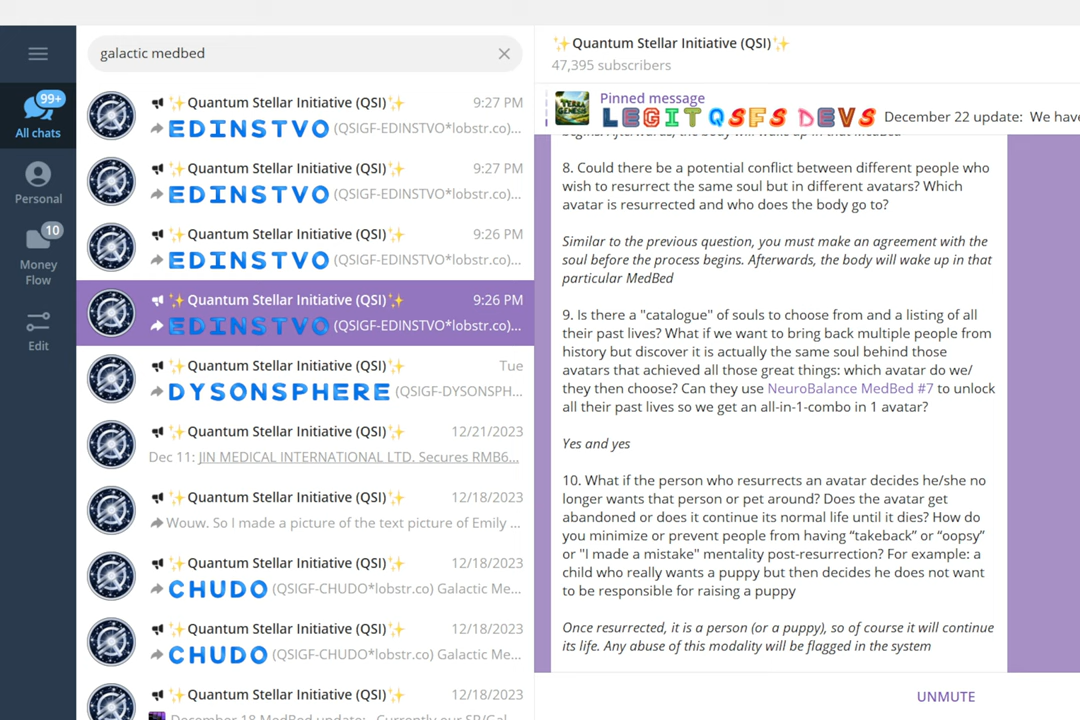 99+
All chats
Personal
10
Money
Flow
Edit
galactic medbed
✨Quantum Stellar Initiative (QSI)✨ 9:27 PM
EDINSTVO (QSIGF-EDINSTVO*lobstr.co)...
✨Quantum Stellar Initiative (QSI)✨ 9:27 PM
EDINSTVO (QSIGF-EDINSTVO*lobstr.co)...
✨Quantum Stellar Initiative (QSI)✨ 9:26 PM
EDINSTVO (QSIGF-EDINSTVO*lobstr.co)...
✨Quantum Stellar Initiative (QSI)✨ 9:26 PM
EDINSTVO (QSIGF-EDINSTVO*lobstr.co)...
✨Quantum Stellar Initiative (QSI)✨ Tue
DYSONSPHERE (QSIGF-DYSONSPH...
✨Quantum Stellar Initiative (QSI)✨ 12/21/2023
Dec 11: JIN MEDICAL INTERNATIONAL LTD. Secures RMB6...
✨Quantum Stellar Initiative (QSI)✨ 12/18/2023
Wouw. So I made a picture of the text picture of Emily ...
✨Quantum Stellar Initiative (QSI)✨ 12/18/2023
CHUDO (QSIGF-CHUDO*lobstr.co) Galactic Me...
✨Quantum Stellar Initiative (QSI)✨ 12/18/2023
CHUDO (QSIGF-CHUDO*lobstr.co) Galactic Me...
✨Quantum Stellar Initiative (QSI)✨ 12/18/2023
December 18 MedBed update: Currently our SP/Gal...
✨Quantum Stellar Initiative (QSI)✨
47,395 subscribers
TERRA GENESIS
Pinned message
LEGIT QSFS DEVS December 22 update: We have
begins. Afterwards, the body will wake up in that MedBed
8. Could there be a potential conflict between different people who
wish to resurrect the same soul but in different avatars? Which
avatar is resurrected and who does the body go to?
Similar to the previous question, you must make an agreement with the
soul before the process begins. Afterwards, the body will wake up in that
particular MedBed
9. Is there a "catalogue" of souls to choose from and a listing of all
their past lives? What if we want to bring back multiple people from
history but discover it is actually the same soul behind those
avatars that achieved all those great things: which avatar do we/
they then choose? Can they use NeuroBalance MedBed #7 to unlock
all their past lives so we get an all-in-1-combo in 1 avatar?
Yes and yes
10. What if the person who resurrects an avatar decides he/she no
longer wants that person or pet around? Does the avatar get
abandoned or does it continue its normal life until it dies? How do
you minimize or prevent people from having “takeback” or “oopsy”
or "I made a mistake" mentality post-resurrection? For example: a
child who really wants a puppy but then decides he does not want
to be responsible for raising a puppy
Once resurrected, it is a person (or a puppy), so of course it will continue
its life. Any abuse of this modality will be flagged in the system
UNMUTE